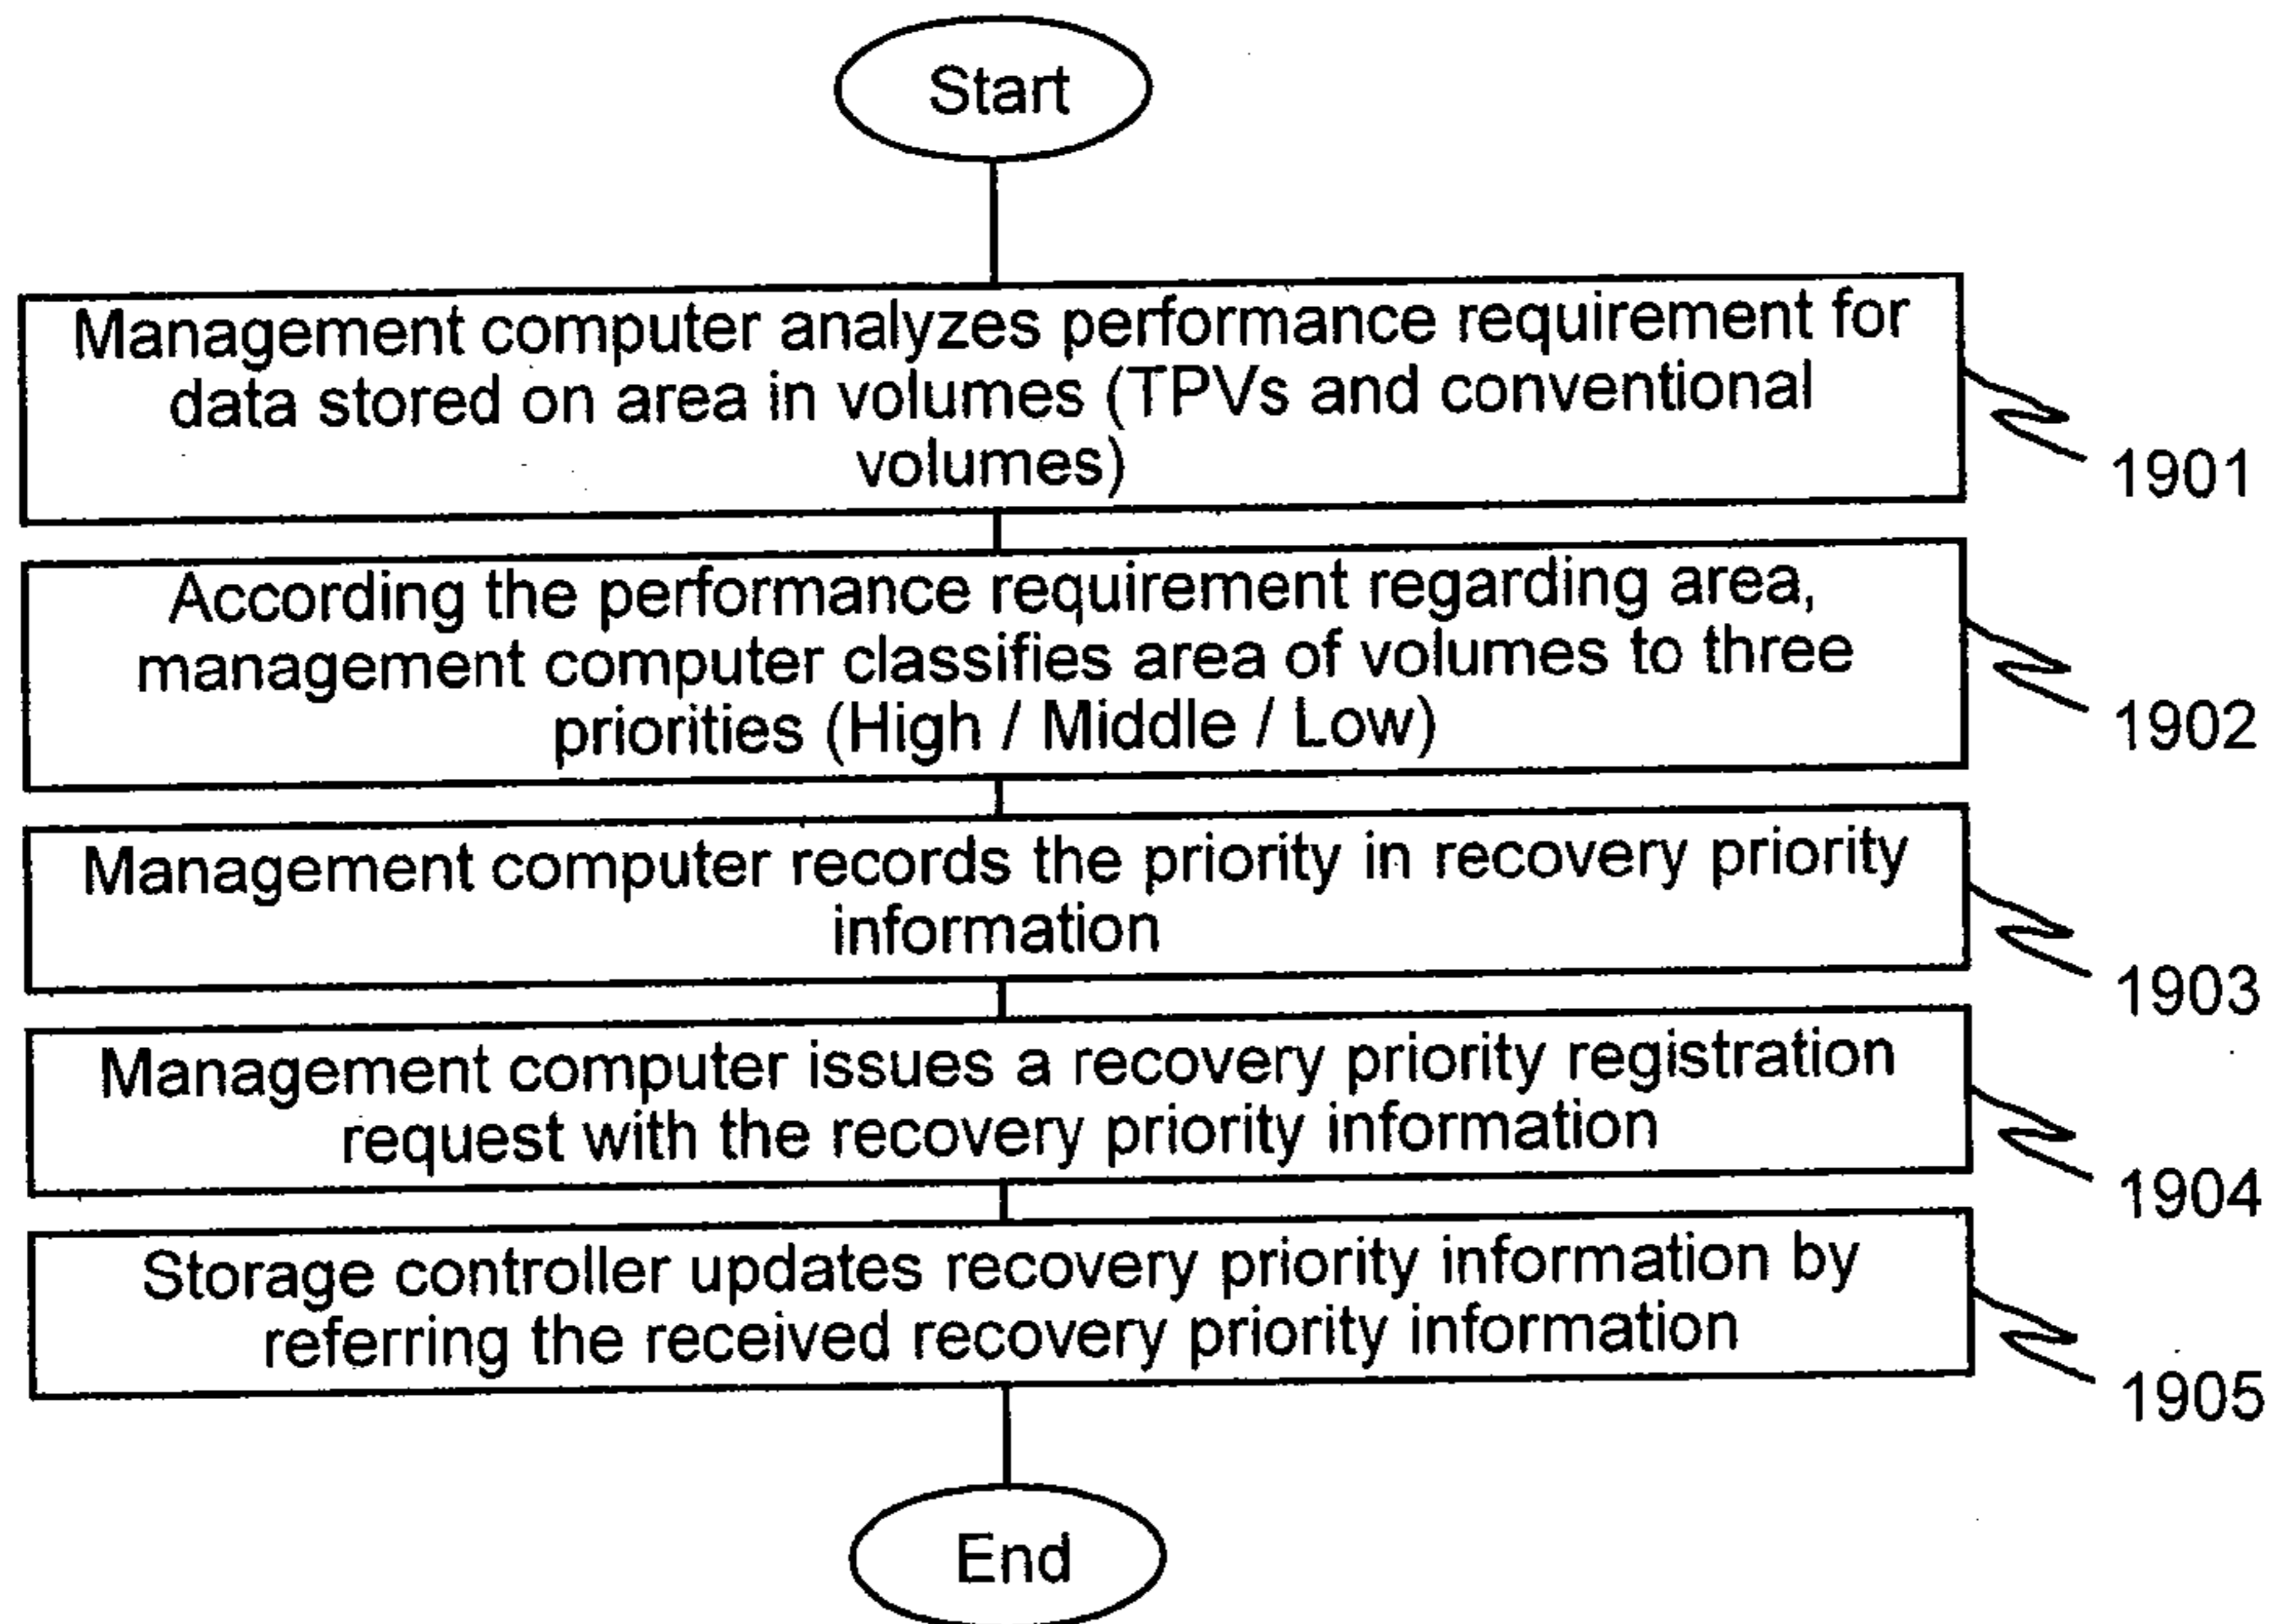 Start
Management computer analyzes performance requirement for
data stored on area in volumes (TPVs and conventional
volumes)
1901
According the performance requirement regarding area,
management computer classifies area of volumes to three
priorities (High / Middle / Low)
1902
Management computer records the priority in recovery priority
information
1903
Management computer issues a recovery priority registration
request with the recovery priority information
1904
Storage controller updates recovery priority information by
referring the received recovery priority information
1905
End